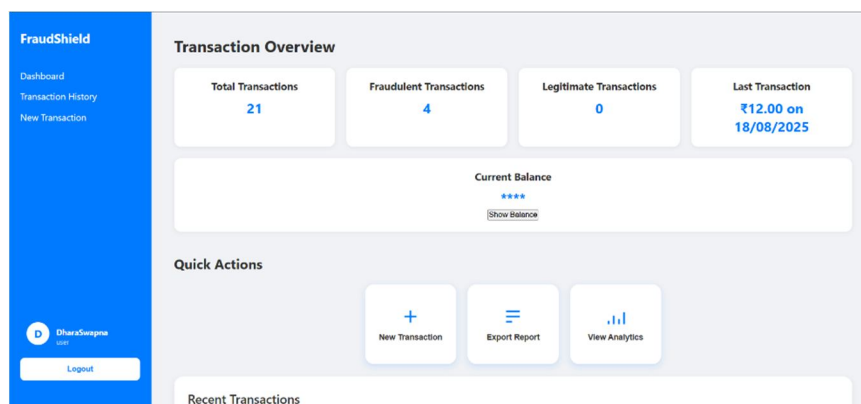 FraudShield
Dashboard
Transaction History
New Transaction
DharaSwapna
user
Logout
Transaction Overview
Total Transactions
21
Fraudulent Transactions
4
Legitimate Transactions
0
Last Transaction
₹12.00 on
18/08/2025
Current Balance
****
Show Balance
Quick Actions
New Transaction
Export Report
View Analytics
Recent Transactions
D